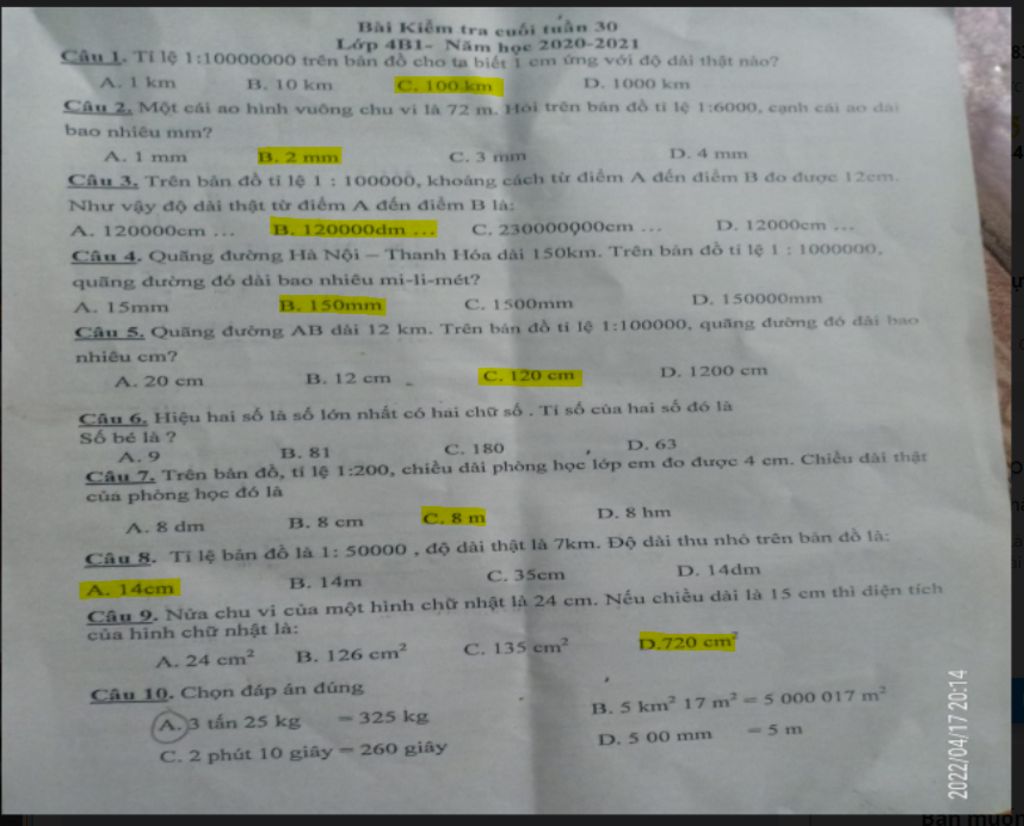 Bài Kiểm tra cuối tuần 30
Lớp 4B1- Năm học 2020-2021
Câu 1. Tỉ lệ 1:10000000 trên bản đồ cho ta biết 1 cm ứng với độ dài thật nào?
A. 1 km B. 10 km C. 100 km D. 1000 km
Câu 2. Một cái ao hình vuông chu vi là 72 m. Hỏi trên bản đồ tỉ lệ 1:6000, cạnh cái ao dài
bao nhiêu mm?
A. 1 mm B. 2 mm C. 3 mm D. 4 mm
Câu 3. Trên bản đồ tỉ lệ 1 : 100000, khoảng cách từ điểm A đến điểm B đo được 12cm.
Như vậy độ dài thật từ điểm A đến điểm B là:
A. 120000cm ... B. 120000dm ... C. 230000000cm ... D. 12000cm ...
Câu 4. Quãng đường Hà Nội – Thanh Hóa dài 150km. Trên bản đồ tỉ lệ 1 : 1000000,
quãng đường đó dài bao nhiêu mi-li-mét?
A. 15mm B. 150mm C. 1500mm D. 150000mm
Câu 5. Quãng đường AB dài 12 km. Trên bản đồ tỉ lệ 1:100000, quãng đường đó dài bao
nhiêu cm?
A. 20 cm B. 12 cm C. 120 cm D. 1200 cm
Câu 6. Hiệu hai số là số lớn nhất có hai chữ số . Tỉ số của hai số đó là
Số bé là ?
A. 9 B. 81 C. 180 D. 63
Câu 7. Trên bản đồ, tỉ lệ 1:200, chiều dài phòng học lớp em đo được 4 cm. Chiều dài thật
của phòng học đó là
A. 8 dm B. 8 cm C. 8 m D. 8 hm
Câu 8. Tỉ lệ bản đồ là 1: 50000 , độ dài thật là 7km. Độ dài thu nhỏ trên bản đồ là:
A. 14cm B. 14m C. 35cm D. 14dm
Câu 9. Nửa chu vi của một hình chữ nhật là 24 cm. Nếu chiều dài là 15 cm thì diện tích
của hình chữ nhật là:
A. 24 cm² B. 126 cm² C. 135 cm² D.720 cm²
Câu 10. Chọn đáp án đúng
A. 3 tấn 25 kg = 325 kg B. 5 km² 17 m² = 5 000 017 m²
C. 2 phút 10 giây = 260 giây D. 5 00 mm = 5 m
2022/04/17 20:14